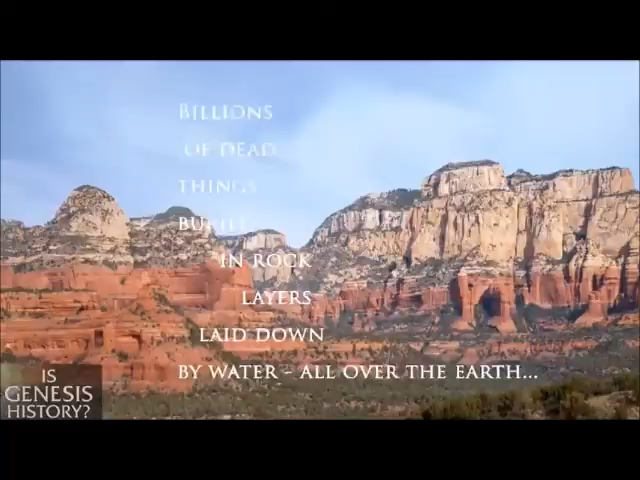 BILLIONS
OF DEAD
THINGS
IN ROCK
LAYERS
LAID DOWN
BY WATER - ALL OVER THE EARTH...
IS
GENESIS
HISTORY?